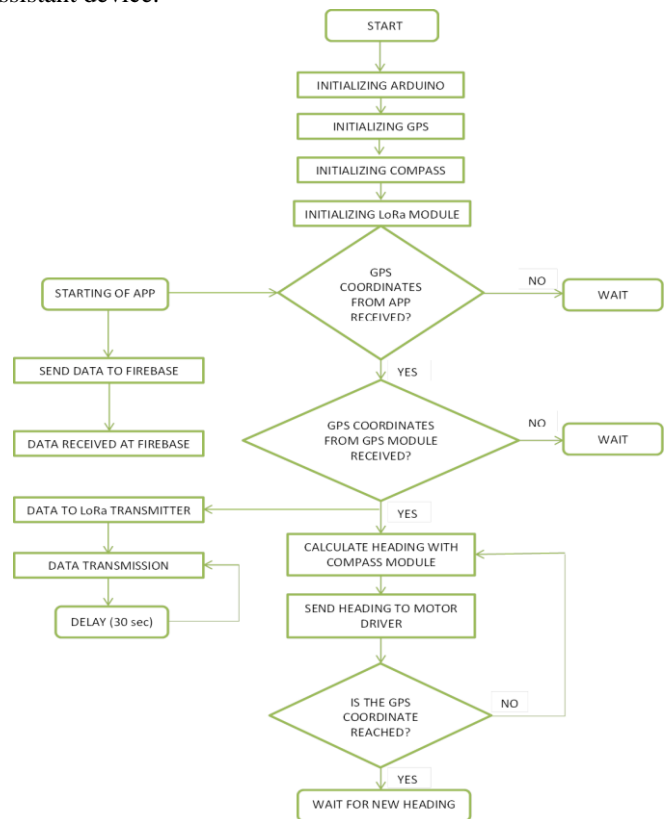 ssistant device.
START
INITIALIZING ARDUINO
INITIALIZING GPS
INITIALIZING COMPASS
INITIALIZING LoRa MODULE
GPS
COORDINATES
FROM APP
RECEIVED?
NO
WAIT
STARTING OF APP
SEND DATA TO FIREBASE
DATA RECEIVED AT FIREBASE
YES
GPS COORDINATES
FROM GPS MODULE
RECEIVED?
NO
WAIT
YES
DATA TO LoRa TRANSMITTER
DATA TRANSMISSION
DELAY (30 sec)
CALCULATE HEADING WITH
COMPASS MODULE
SEND HEADING TO MOTOR
DRIVER
IS THE GPS
COORDINATE
REACHED?
NO
YES
WAIT FOR NEW HEADING